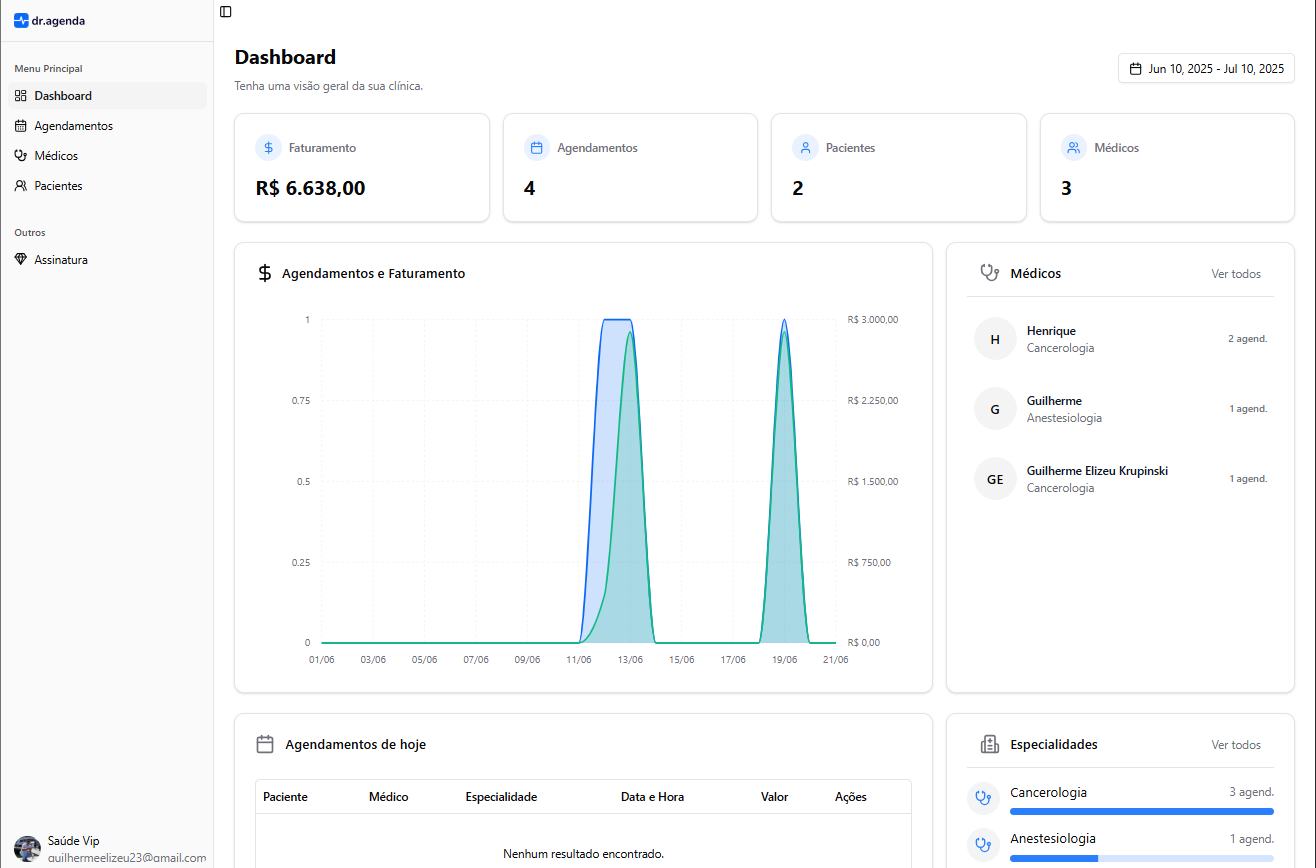 dr.agenda
Menu Principal
Dashboard
Agendamentos
Médicos
Pacientes
Outros
Assinatura
Saúde Vip
guilhermeelizeu23@gmail.com
Dashboard
Tenha uma visão geral da sua clínica.
Jun 10, 2025 - Jul 10, 2025
Faturamento
R$ 6.638,00
Agendamentos
4
Pacientes
2
Médicos
3
Agendamentos e Faturamento
1
0.75
0.5
0.25
0
R$ 3.000,00
R$ 2.250,00
R$ 1.500,00
R$ 750,00
R$ 0,00
01/06 03/06 05/06 07/06 09/06 11/06 13/06 15/06 17/06 19/06 21/06
Médicos Ver todos
H
Henrique
Cancerologia
2 agend.
G
Guilherme
Anestesiologia
1 agend.
GE
Guilherme Elizeu Krupinski
Cancerologia
1 agend.
Agendamentos de hoje
Paciente Médico Especialidade Data e Hora Valor Ações
Nenhum resultado encontrado.
Especialidades Ver todos
Cancerologia 3 agend.
Anestesiologia 1 agend.